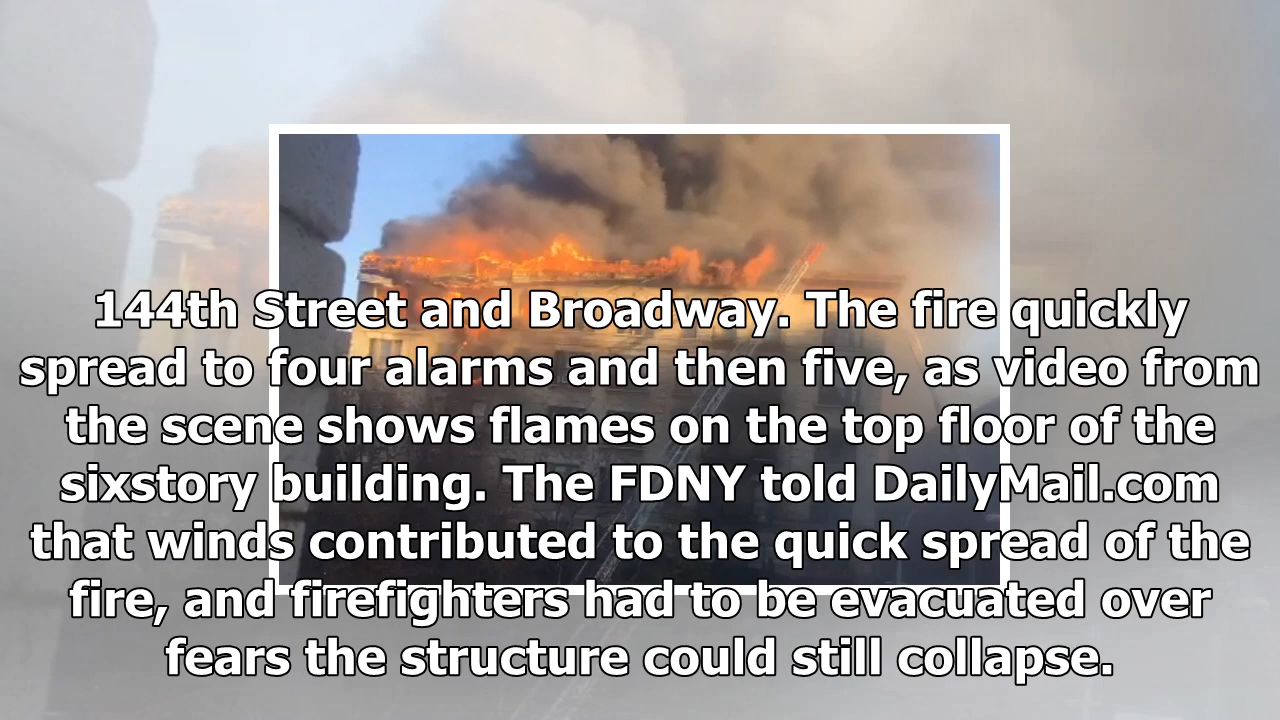 144th Street and Broadway. The fire quickly
spread to four alarms and then five, as video from
the scene shows flames on the top floor of the
sixstory building. The FDNY told DailyMail.com
that winds contributed to the quick spread of the
fire, and firefighters had to be evacuated over
fears the structure could still collapse.